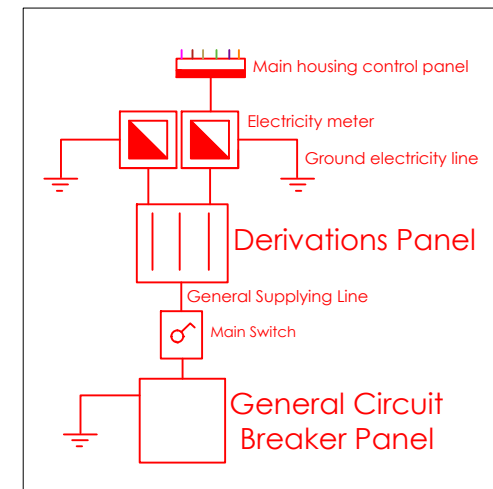 Main housing control panel
Electricity meter
Ground electricity line
Derivations Panel
General Supplying Line
Main Switch
General Circuit
Breaker Panel